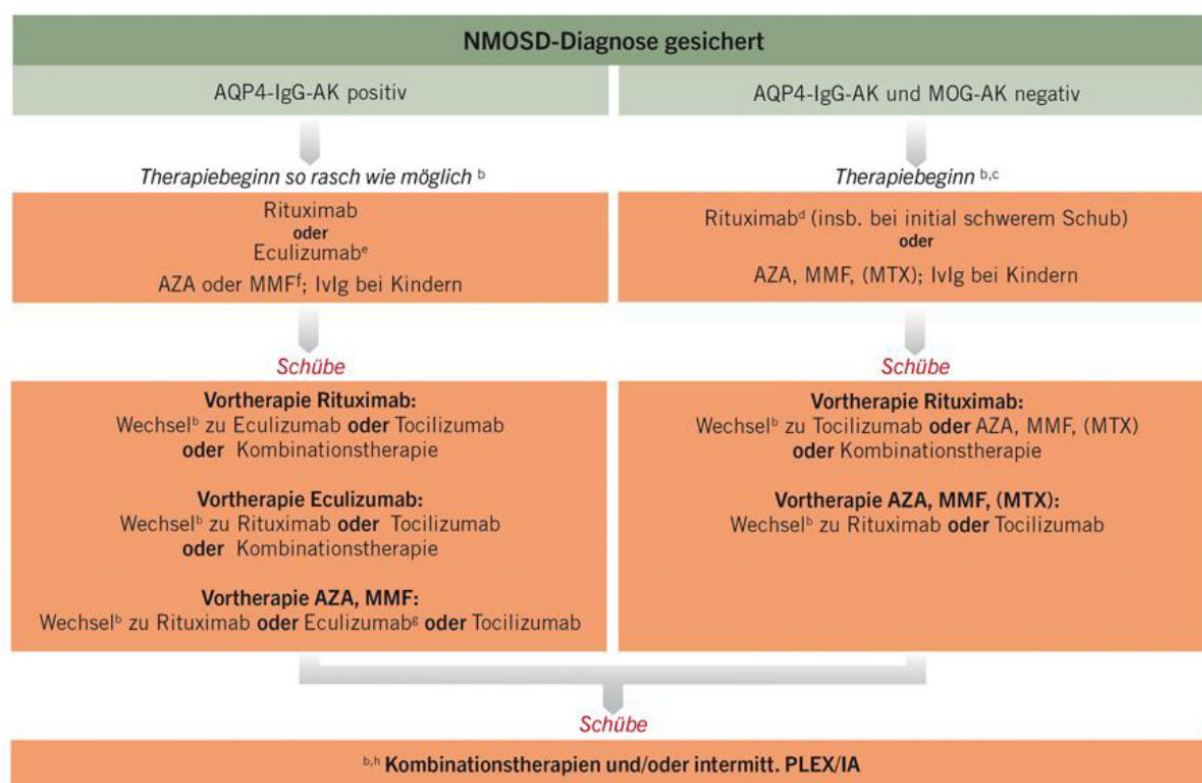 NMOSD-Diagnose gesichert
AQP4-IgG-AK positiv
Therapiebeginn so rasch wie möglich ᵇ
Rituximab
oder
Eculizumabᵉ
AZA oder MMFᶠ; IvIg bei Kindern
Schübe
Vortherapie Rituximab:
Wechselᵇ zu Eculizumab oder Tocilizumab
oder Kombinationstherapie
Vortherapie Eculizumab:
Wechselᵇ zu Rituximab oder Tocilizumab
oder Kombinationstherapie
Vortherapie AZA, MMF:
Wechselᵇ zu Rituximab oder Eculizumabᵍ oder Tocilizumab
AQP4-IgG-AK und MOG-AK negativ
Therapiebeginn ᵇ,ᶜ
Rituximabᵈ (insb. bei initial schwerem Schub)
oder
AZA, MMF, (MTX); IvIg bei Kindern
Schübe
Vortherapie Rituximab:
Wechselᵇ zu Tocilizumab oder AZA, MMF, (MTX)
oder Kombinationstherapie
Vortherapie AZA, MMF, (MTX):
Wechselᵇ zu Rituximab oder Tocilizumab
Schübe
ᵇ,ʰ Kombinationstherapien und/oder intermitt. PLEX/IA